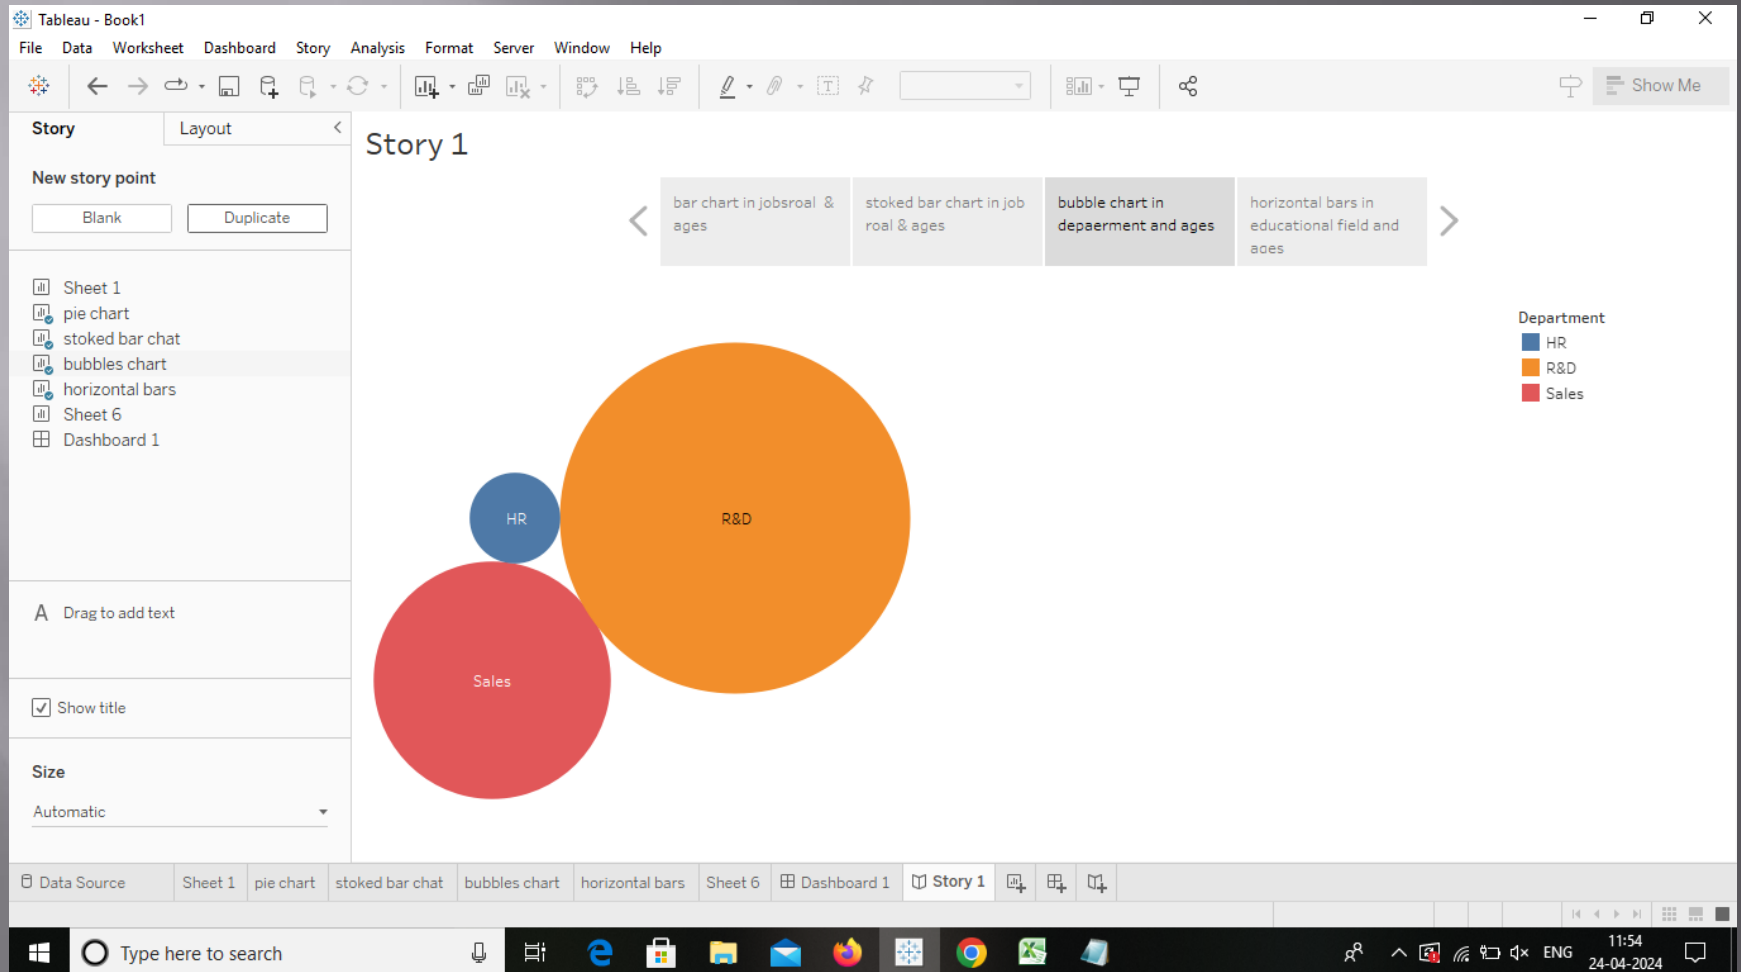 Tableau - Book1
File Data Worksheet Dashboard Story Analysis Format Server Window Help
Show Me
Story Layout
New story point
Blank Duplicate
Sheet 1
pie chart
stoked bar chat
bubbles chart
horizontal bars
Sheet 6
Dashboard 1
A Drag to add text
Show title
Size
Automatic
Story 1
bar chart in jobsroal &
ages
stoked bar chart in job
roal & ages
bubble chart in
depaerment and ages
horizontal bars in
educational field and
ages
Department
HR
R&D
Sales
HR
R&D
Sales
Data Source Sheet 1 pie chart stoked bar chat bubbles chart horizontal bars Sheet 6 Dashboard 1 Story 1
Type here to search
ENG
11:54
24-04-2024